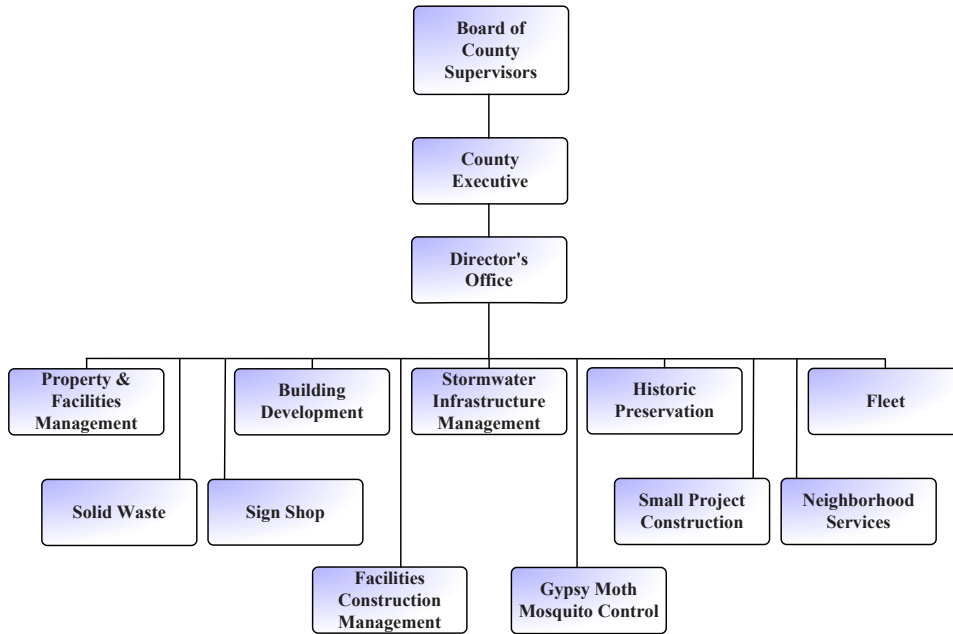 Board of
County
Supervisors
County
Executive
Director's
Office
Property &
Facilities
Management
Building
Development
Stormwater
Infrastructure
Management
Historic
Preservation
Fleet
Solid Waste
Sign Shop
Small Project
Construction
Neighborhood
Services
Facilities
Construction
Management
Gypsy Moth
Mosquito Control